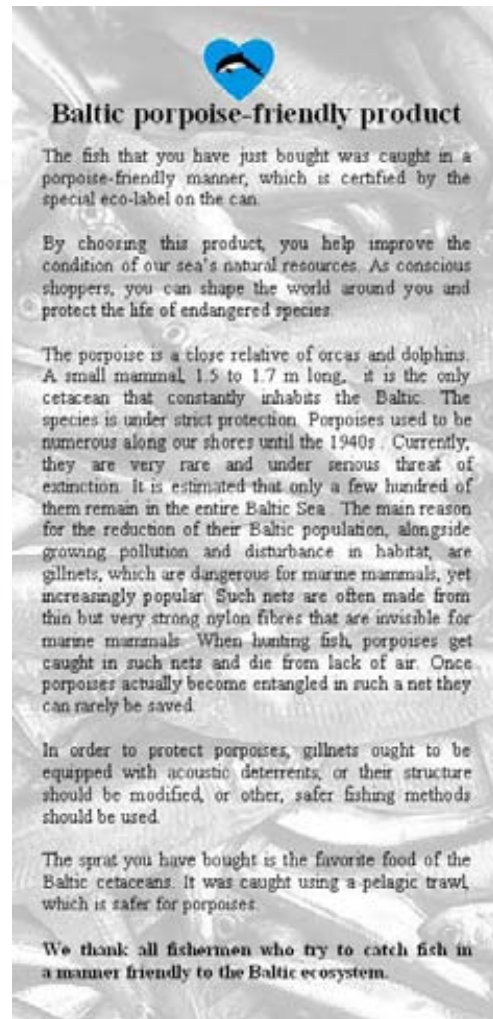 Baltic porpoise-friendly product
The fish that you have just bought was caught in a
porpoise-friendly manner, which is certified by the
special eco-label on the can.
By choosing this product, you help improve the
condition of our sea's natural resources. As conscious
shoppers, you can shape the world around you and
protect the life of endangered species.
The porpoise is a close relative of orcas and dolphins.
A small mammal, 1.5 to 1.7 m long, it is the only
cetacean that constantly inhabits the Baltic. The
species is under strict protection. Porpoises used to be
numerous along our shores until the 1940s . Currently,
they are very rare and under serious threat of
extinction. It is estimated that only a few hundred of
them remain in the entire Baltic Sea . The main reason
for the reduction of their Baltic population, alongside
growing pollution and disturbance in habitat, are
gillnets, which are dangerous for marine mammals, yet
increasingly popular. Such nets are often made from
thin but very strong nylon fibres that are invisible for
marine mammals. When hunting fish, porpoises get
caught in such nets and die from lack of air. Once
porpoises actually become entangled in such a net they
can rarely be saved.
In order to protect porpoises, gillnets ought to be
equipped with acoustic deterrents, or their structure
should be modified, or other, safer fishing methods
should be used.
The sprat you have bought is the favorite food of the
Baltic cetaceans. It was caught using a pelagic trawl,
which is safer for porpoises.
We thank all fishermen who try to catch fish in
a manner friendly to the Baltic ecosystem.